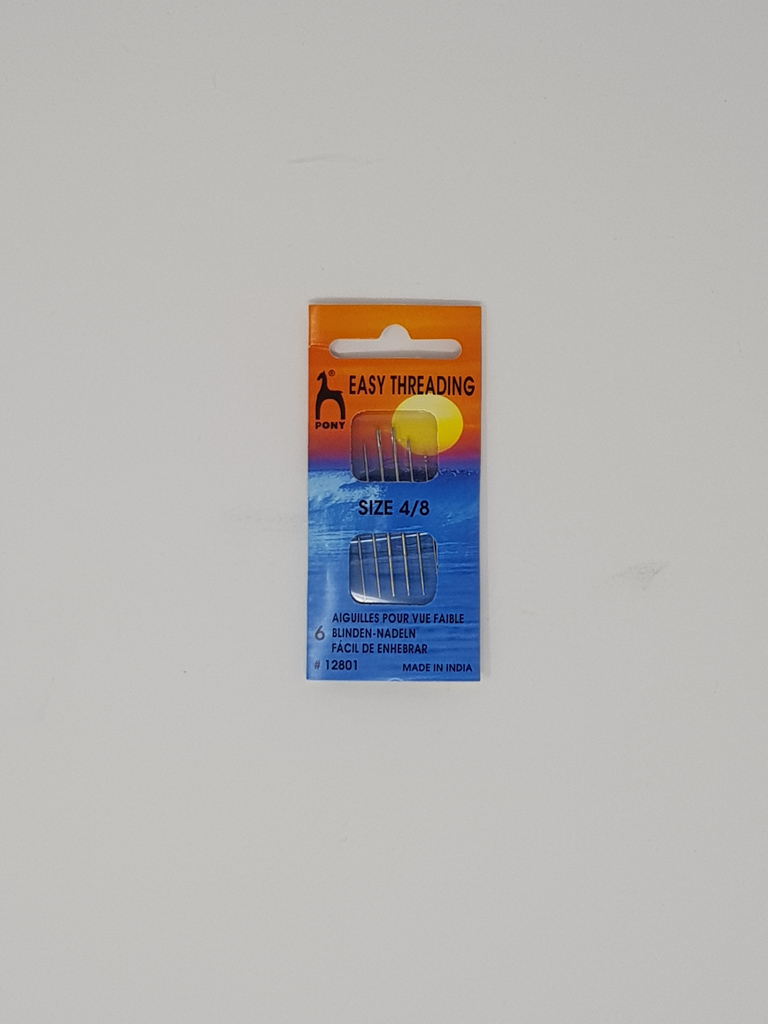 EASY THREADING
®
PONY
SIZE 4/8
6
AIGUILLES POUR VUE FAIBLE
BLINDEN-NADELN
FÁCIL DE ENHEBRAR
# 12801 MADE IN INDIA